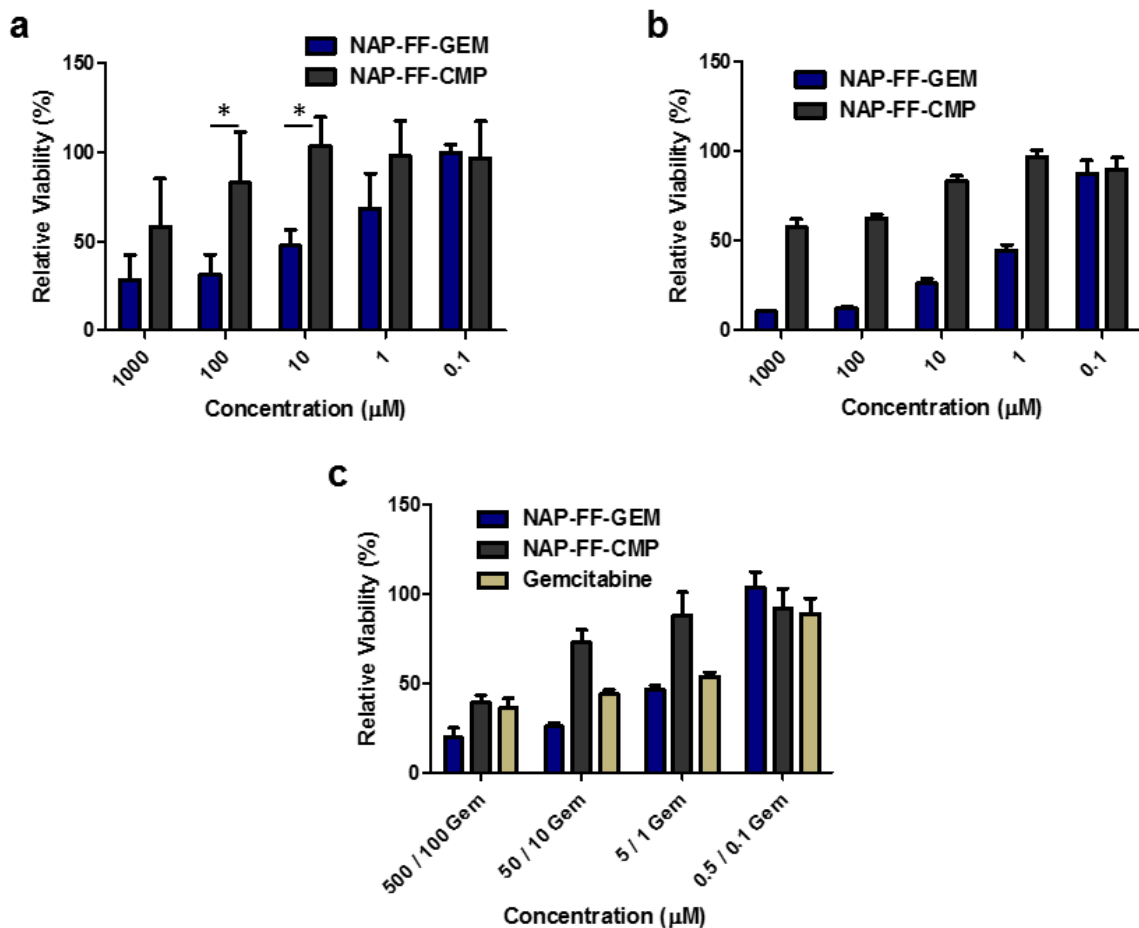 a
NAP-FF-GEM
NAP-FF-CMP
150
100
50
0
Relative Viability (%)
* *
1000 100 10 1 0.1
Concentration (μM)
b
NAP-FF-GEM
NAP-FF-CMP
150
100
50
0
Relative Viability (%)
1000 100 10 1 0.1
Concentration (μM)
c
NAP-FF-GEM
NAP-FF-CMP
Gemcitabine
150
100
50
0
Relative Viability (%)
500 / 100 Gem 50 / 10 Gem 5 / 1 Gem 0.5 / 0.1 Gem
Concentration (μM)